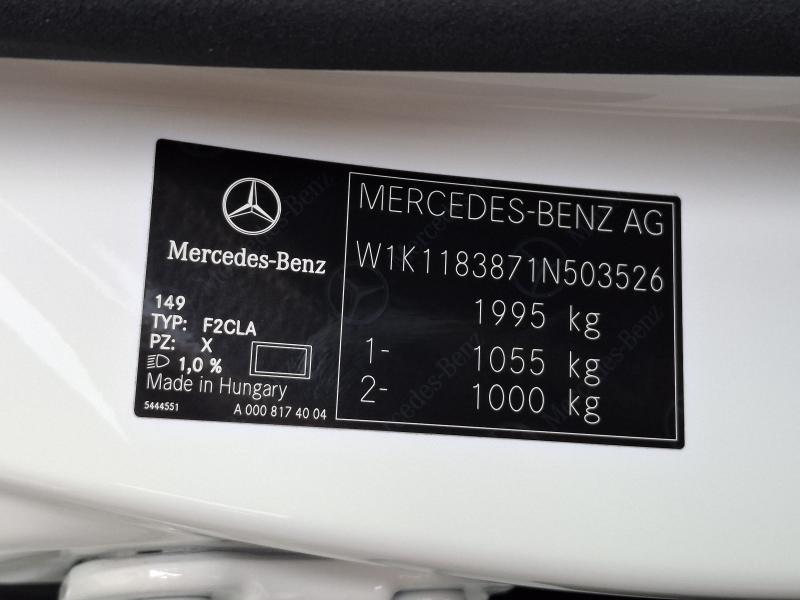 Mercedes-Benz
149
TYP: F2CLA
PZ: X
1,0 %
Made in Hungary
5444551 A 000 817 40 04
MERCEDES-BENZ AG
W1K1183871N503526
1995 kg
1- 1055 kg
2- 1000 kg